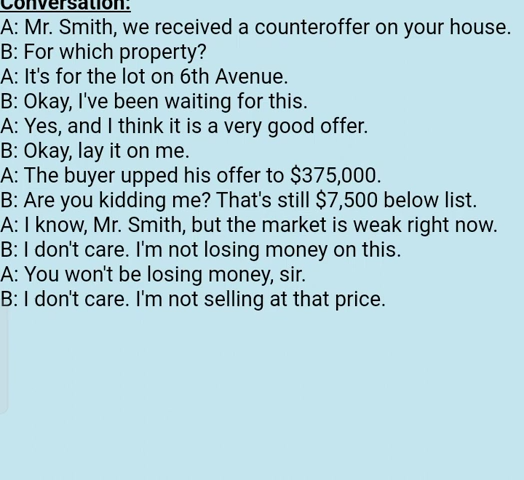 Conversation:
A: Mr. Smith, we received a counteroffer on your house.
B: For which property?
A: It's for the lot on 6th Avenue.
B: Okay, I've been waiting for this.
A: Yes, and I think it is a very good offer.
B: Okay, lay it on me.
A: The buyer upped his offer to $375,000.
B: Are you kidding me? That's still $7,500 below list.
A: I know, Mr. Smith, but the market is weak right now.
B: I don't care. I'm not losing money on this.
A: You won't be losing money, sir.
B: I don't care. I'm not selling at that price.